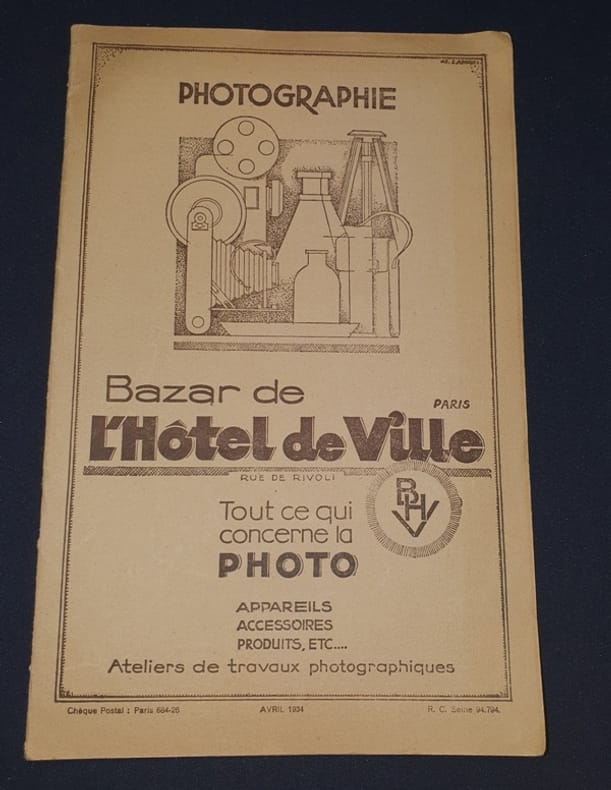 PHOTOGRAPHIE
Bazar de
PARIS
L'Hôtel de Ville
RUE DE RIVOLI
BHV
Tout ce qui
concerne la
PHOTO
APPAREILS
ACCESSOIRES
PRODUITS, ETC....
Ateliers de travaux photographiques
Chèque Postal : Paris 684-26
AVRIL 1934
R. C. Seine 94.794.